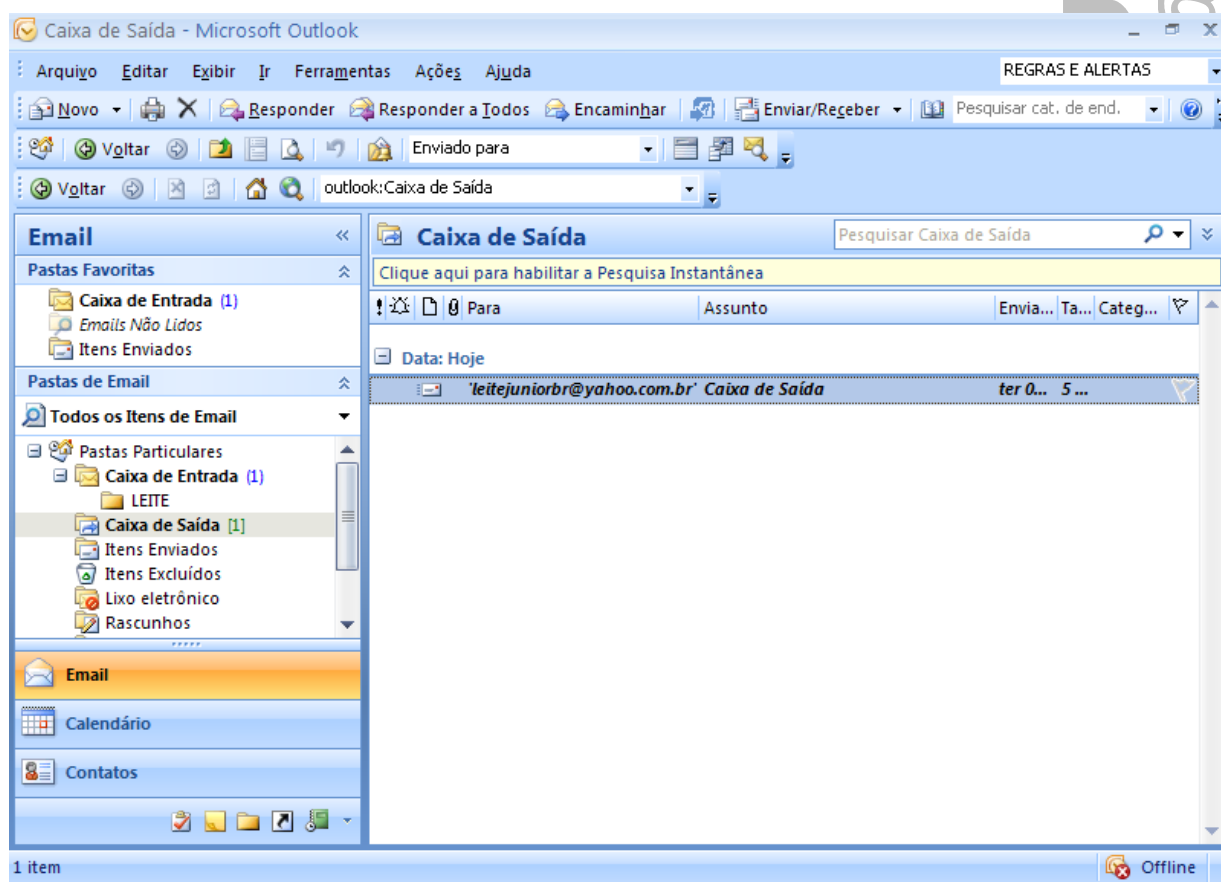 Caixa de Saída - Microsoft Outlook
Arquivo Editar Exibir Ir Ferramentas Ações Ajuda REGRAS E ALERTAS
Novo Responder Responder a Todos Encaminhar Enviar/Receber Pesquisar cat. de end.
Voltar Enviado para
Voltar outlook:Caixa de Saída
Email « Caixa de Saída Pesquisar Caixa de Saída
Pastas Favoritas Clique aqui para habilitar a Pesquisa Instantânea
Caixa de Entrada (1) ! Para Assunto Envia... Ta... Categ...
Emails Não Lidos
Itens Enviados Data: Hoje
Pastas de Email 'leitejuniorbr@yahoo.com.br' Caixa de Saída ter 0... 5 ...
Todos os Itens de Email
Pastas Particulares
Caixa de Entrada (1)
LEITE
Caixa de Saída [1]
Itens Enviados
Itens Excluídos
Lixo eletrônico
Rascunhos
Email
Calendário
Contatos
1 item Offline